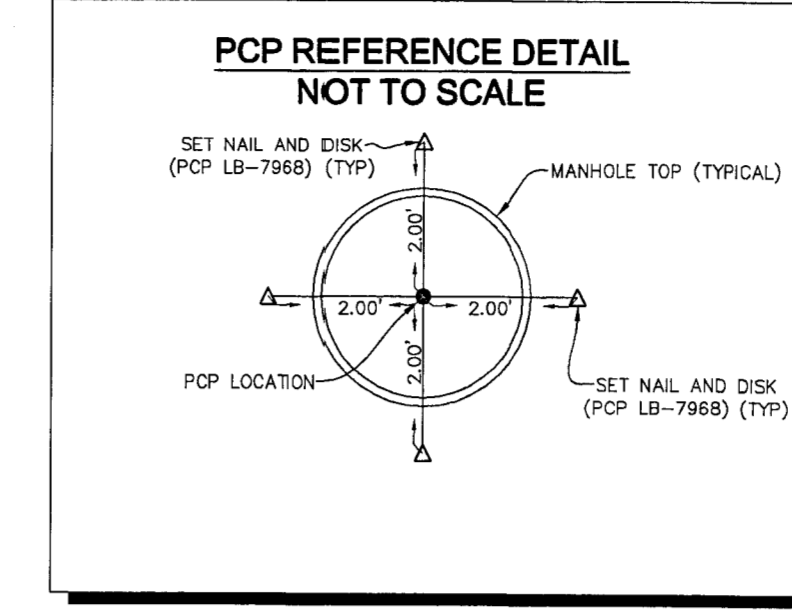 PCP REFERENCE DETAIL
NOT TO SCALE
SET NAIL AND DISK
(PCP LB-7968) (TYP)
MANHOLE TOP (TYPICAL)
2.00'
2.00'
2.00'
2.00'
PCP LOCATION
SET NAIL AND DISK
(PCP LB-7968) (TYP)